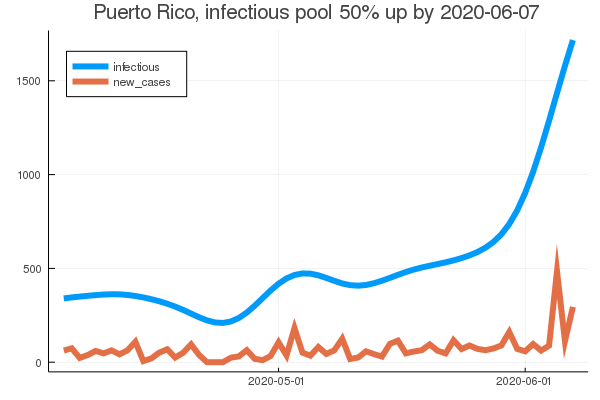 Puerto Rico, infectious pool 50% up by 2020-06-07
infectious
new_cases
1500
1000
500
0
2020-05-01
2020-06-01